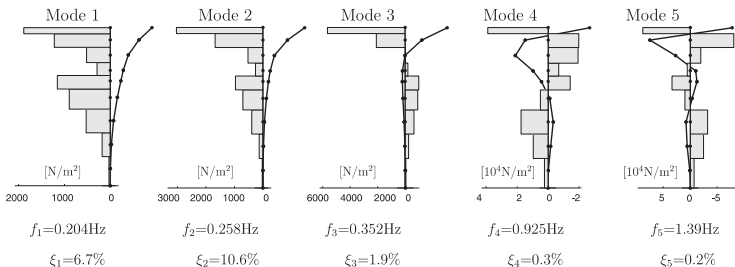 Mode 1 Mode 2 Mode 3 Mode 4 Mode 5
[N/m²] [N/m²] [N/m²] [10⁴N/m²] [10⁴N/m²]
2000 1000 0 3000 2000 1000 0 6000 4000 2000 0 4 2 0 -2 5 0 -5
f₁=0.204Hz f₂=0.258Hz f₃=0.352Hz f₄=0.925Hz f₅=1.39Hz
ξ₁=6.7% ξ₂=10.6% ξ₃=1.9% ξ₄=0.3% ξ₅=0.2%